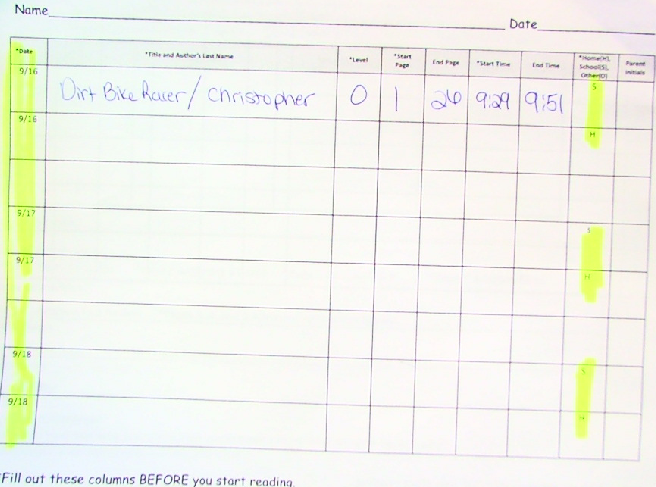 Name Date
*Date *Title and Author's Last Name *Level *Start Page End Page *Start Time End Time *Home(H), School(S), Other(O) Parent Initials
9/16 Dirt Bike Racer / Christopher O 1 26 9:29 9:51 S
9/16 H
9/17 S
9/17 H
9/18 S
9/18 H
*Fill out these columns BEFORE you start reading.